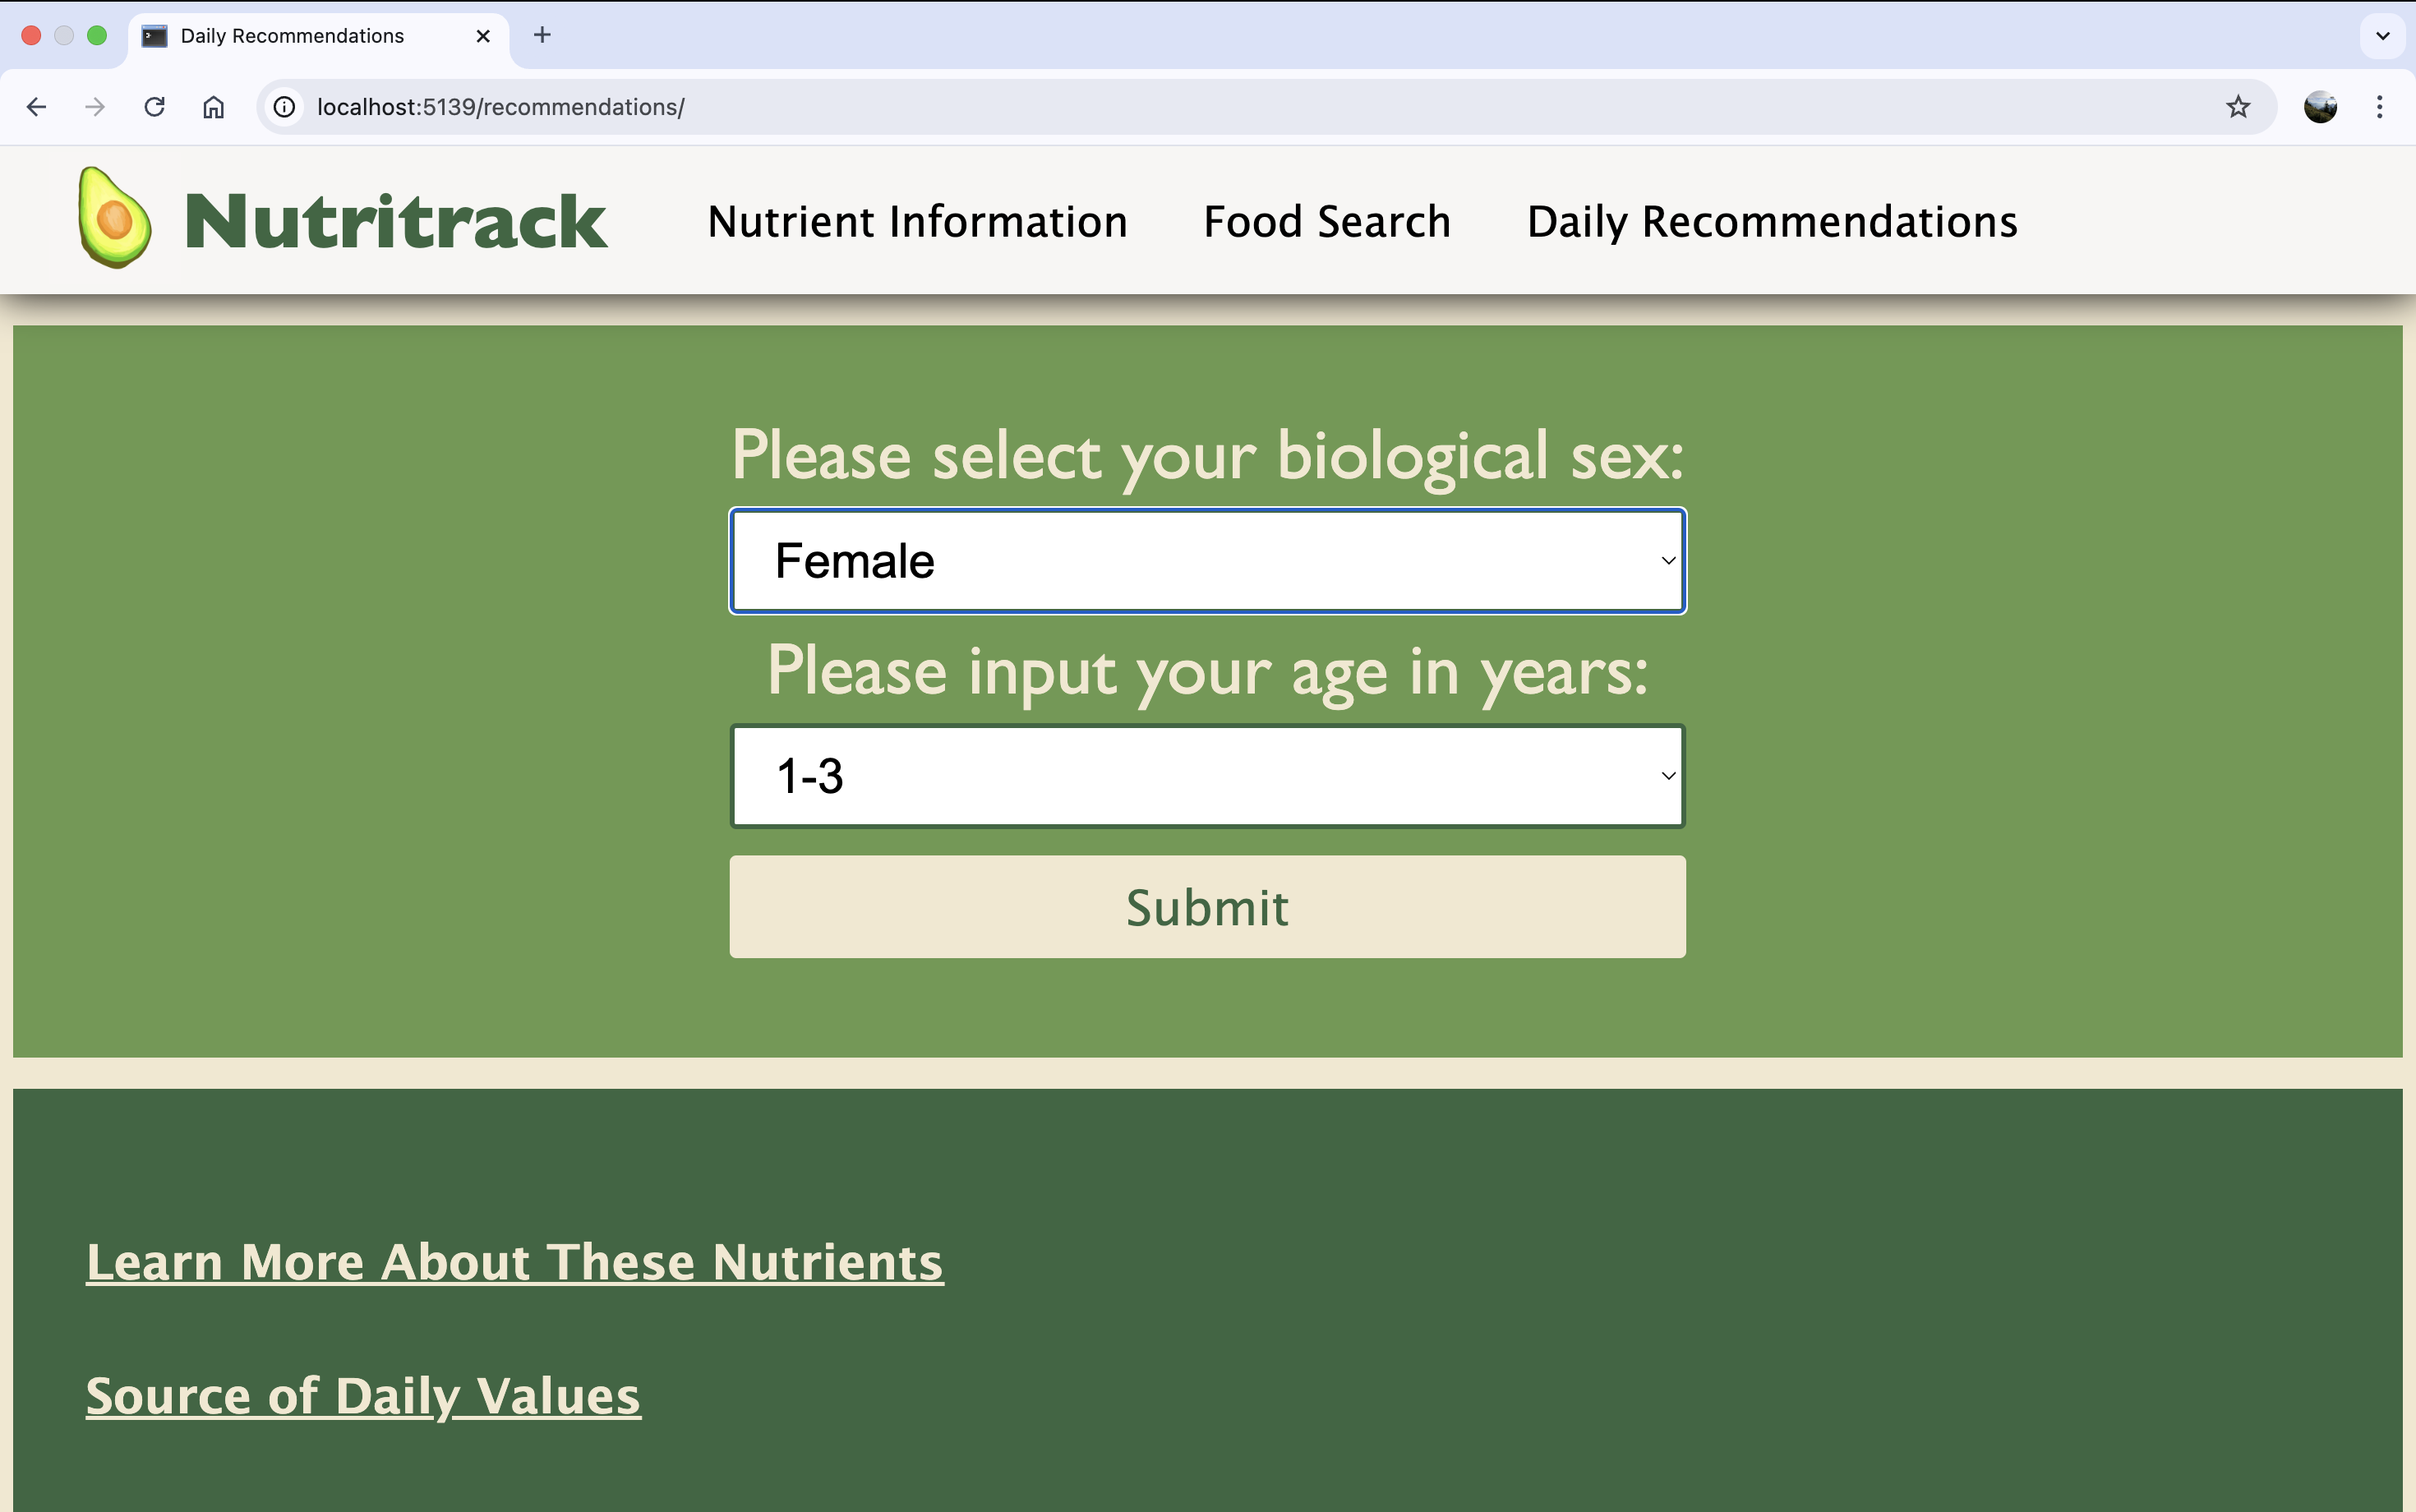 Daily Recommendations
localhost:5139/recommendations/
Nutritrack
Nutrient Information
Food Search
Daily Recommendations
Please select your biological sex:
Female
Please input your age in years:
1-3
Submit
Learn More About These Nutrients
Source of Daily Values